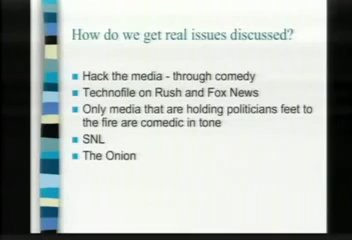 How do we get real issues discussed?
Hack the media - through comedy
Technofile on Rush and Fox News
Only media that are holding politicians feet to
the fire are comedic in tone
SNL
The Onion